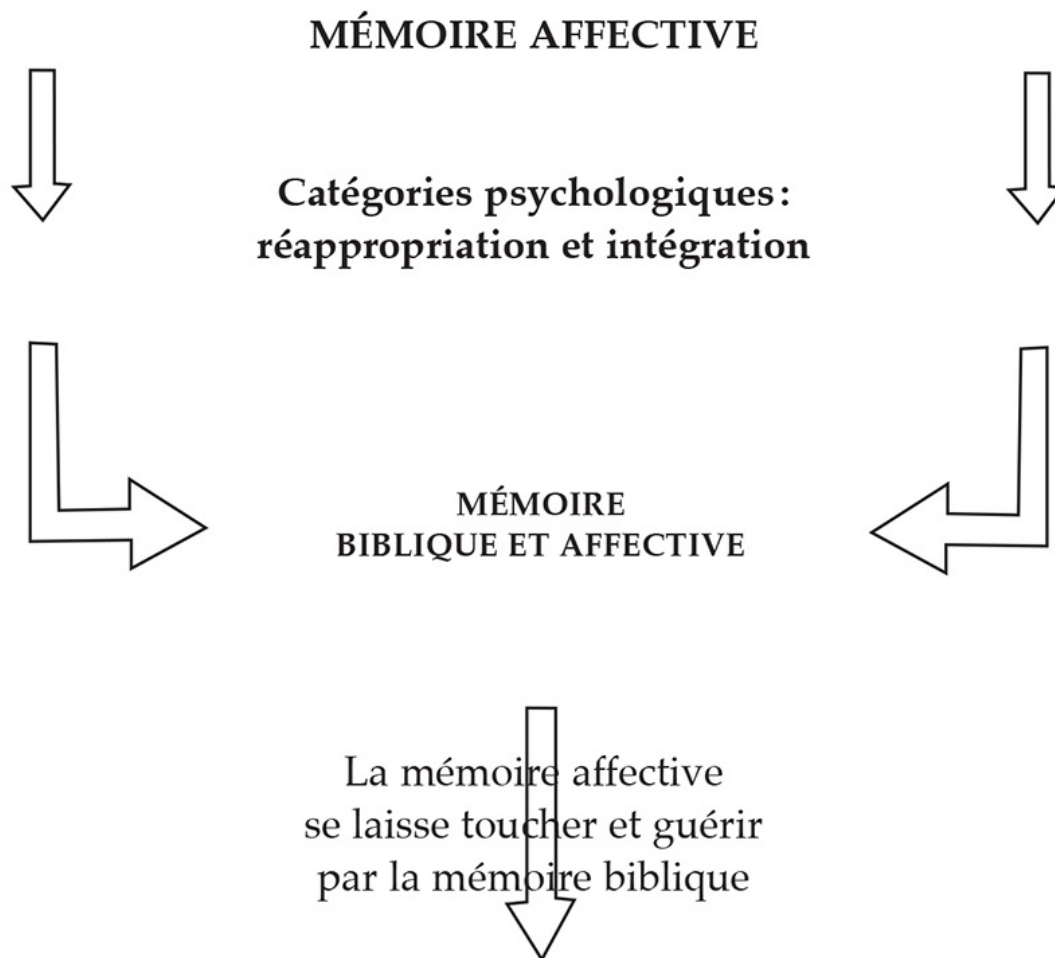 MÉMOIRE AFFECTIVE
Catégories psychologiques :
réappropriation et intégration
MÉMOIRE
BIBLIQUE ET AFFECTIVE
La mémoire affective
se laisse toucher et guérir
par la mémoire biblique